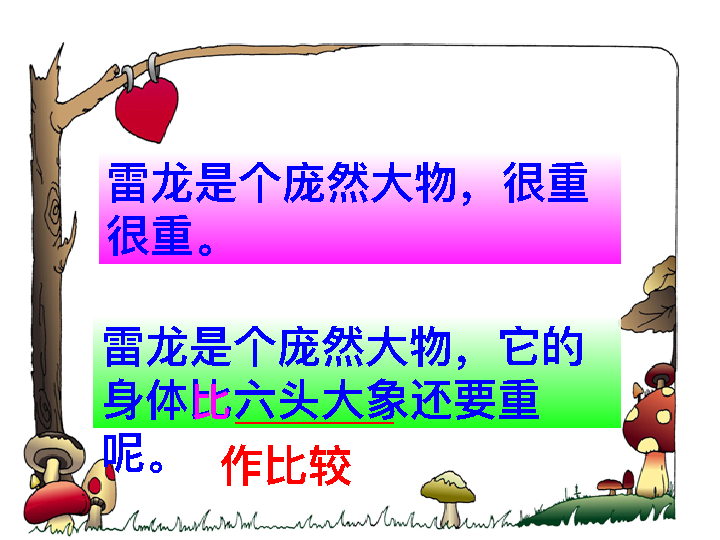 雷龙是个庞然大物，很重
很重。
雷龙是个庞然大物，它的
身体比六头大象还要重
呢。
作比较